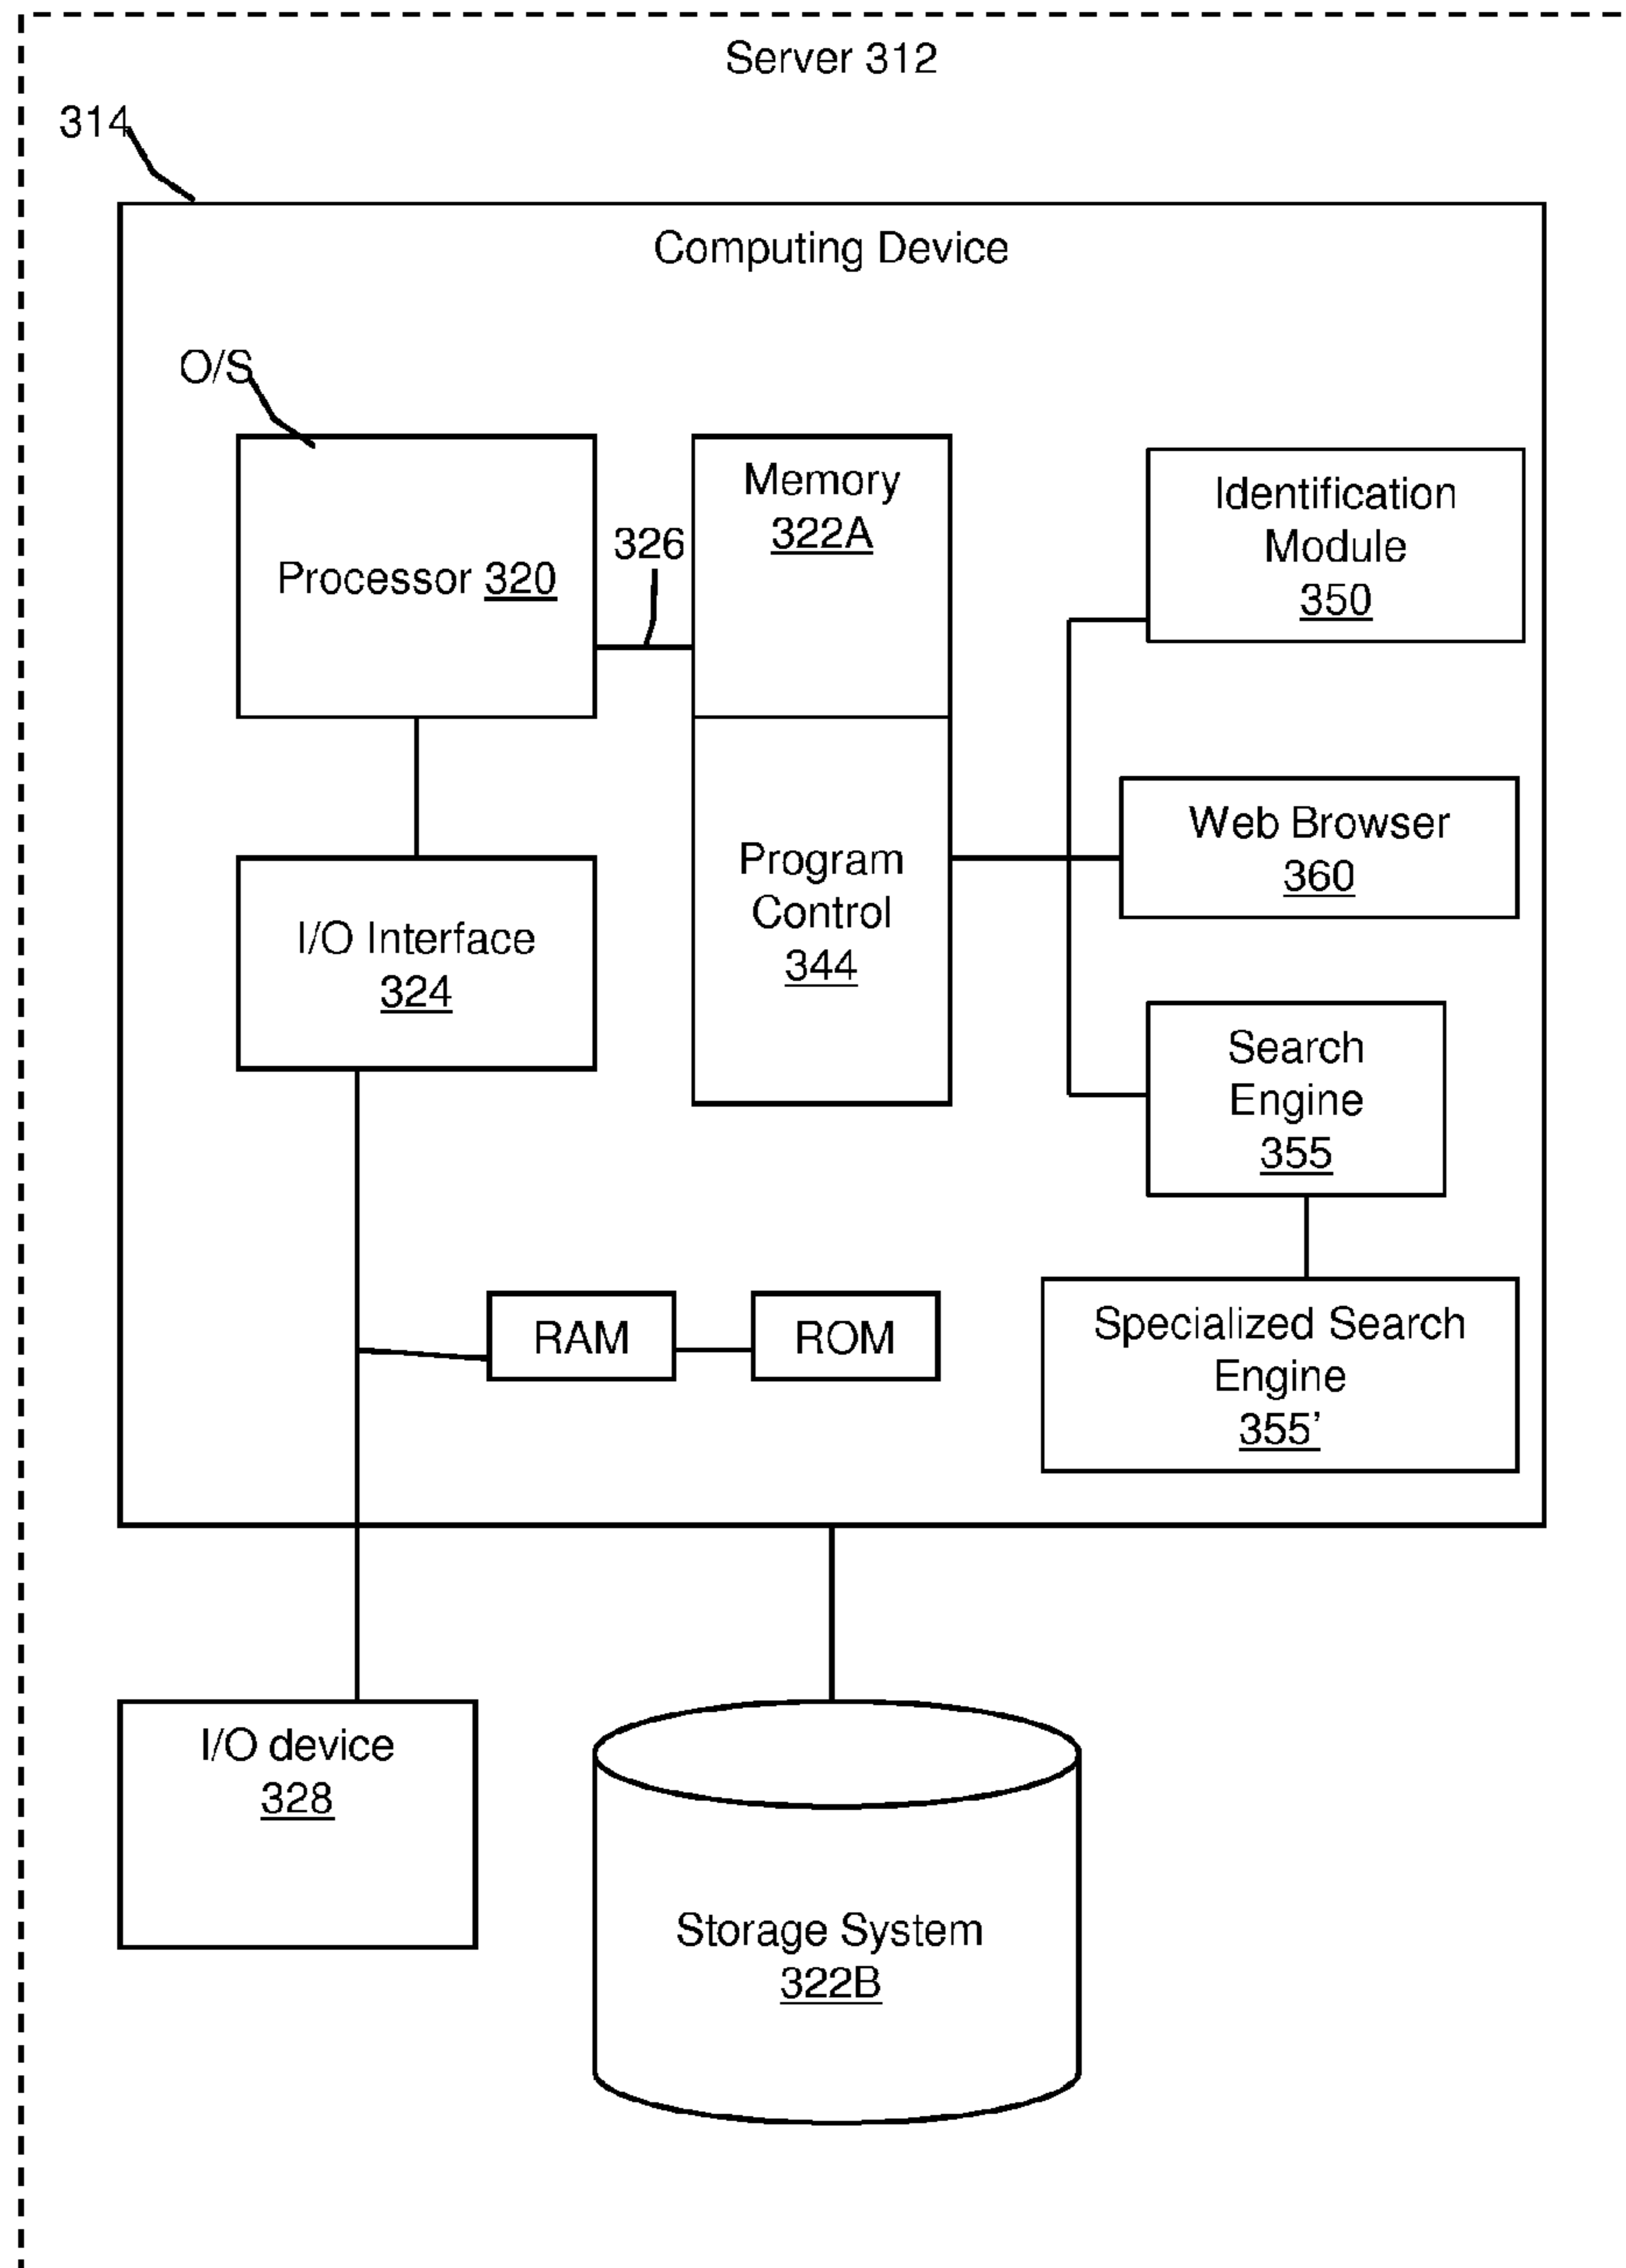 Server 312
314
Computing Device
O/S
Processor 320
326
Memory
322A
Identification
Module
350
Program
Control
344
Web Browser
360
I/O Interface
324
Search
Engine
355
RAM
ROM
Specialized Search
Engine
355’
I/O device
328
Storage System
322B